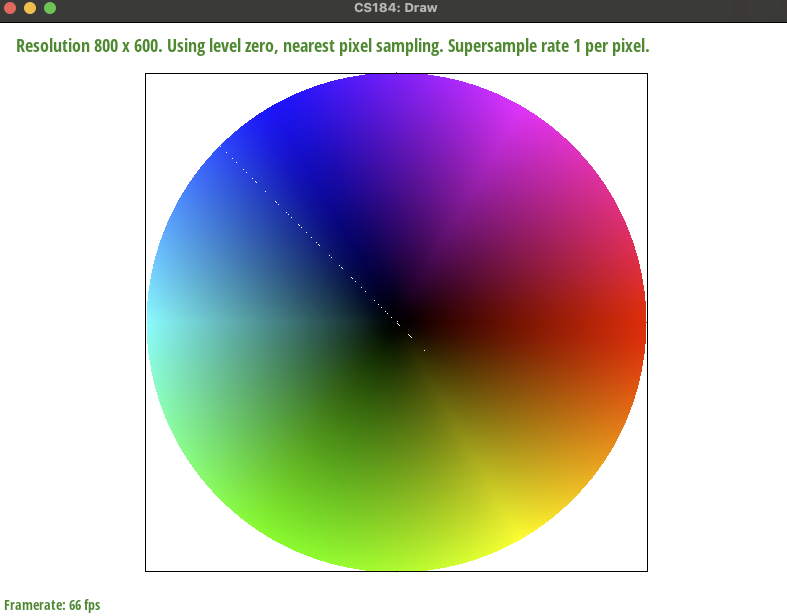 CS184: Draw
Resolution 800 x 600. Using level zero, nearest pixel sampling. Supersample rate 1 per pixel.
Framerate: 66 fps